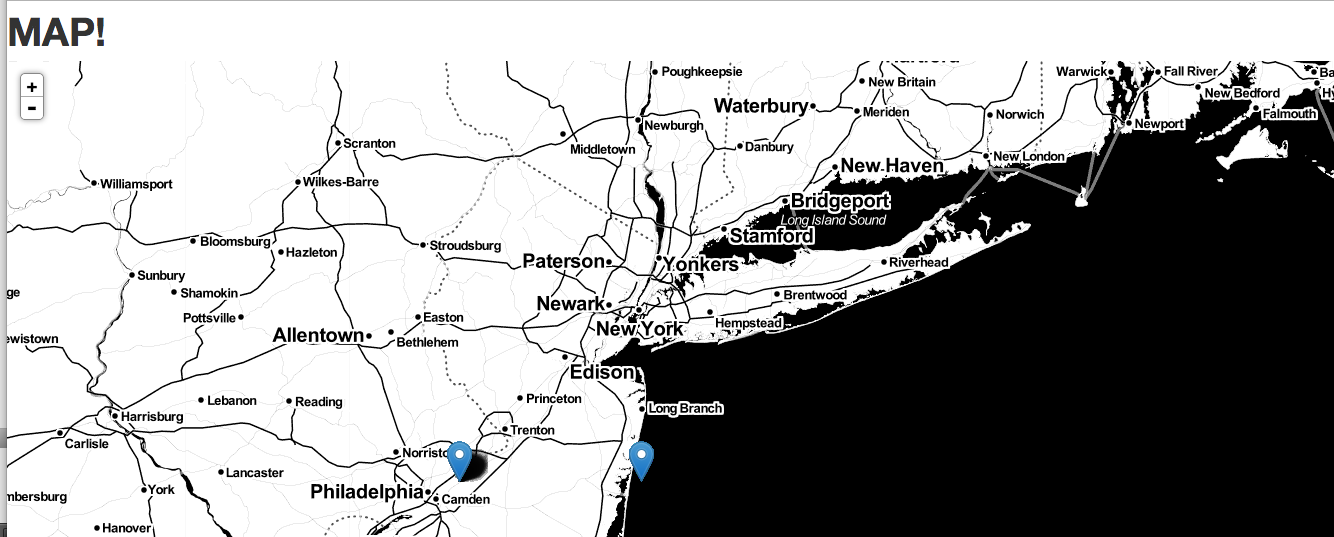 MAP!
+
-
Poughkeepsie
New Britain
Warwick
Fall River
Ba
Hy
New Bedford
Falmouth
Waterbury
Meriden
Norwich
Newport
Newburgh
Scranton
Middletown
Danbury
New London
New Haven
Williamsport
Wilkes-Barre
Bridgeport
Long Island Sound
Stamford
Bloomsburg
Hazleton
Stroudsburg
Paterson
Yonkers
Riverhead
Sunbury
ge
Shamokin
Newark
Brentwood
Pottsville
Easton
New York
Hempstead
ewistown
Allentown
Bethlehem
Edison
Lebanon
Reading
Princeton
Long Branch
Harrisburg
Trenton
Carlisle
Norristo
Lancaster
Philadelphia
Camden
mbersburg
York
Hanover